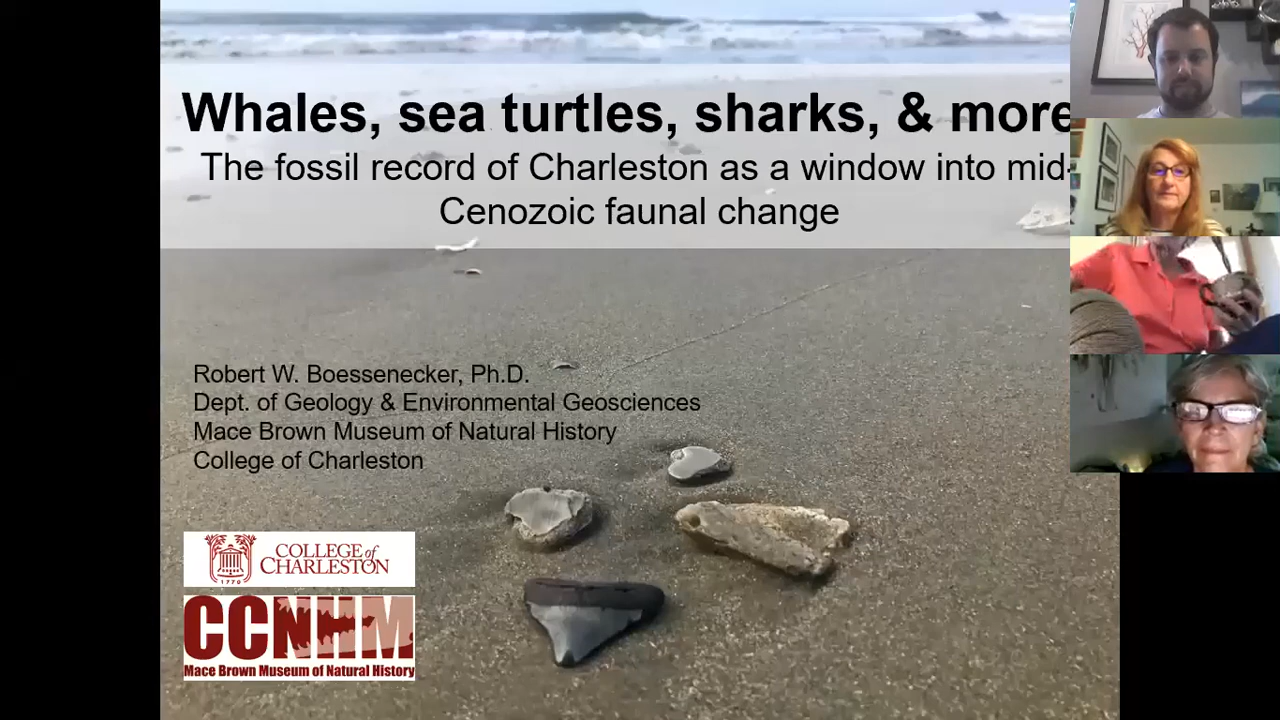 Whales, sea turtles, sharks, & more
The fossil record of Charleston as a window into mid-
Cenozoic faunal change
Robert W. Boessenecker, Ph.D.
Dept. of Geology & Environmental Geosciences
Mace Brown Museum of Natural History
College of Charleston
COLLEGE of
CHARLESTON
1770
CCNHM
Mace Brown Museum of Natural History